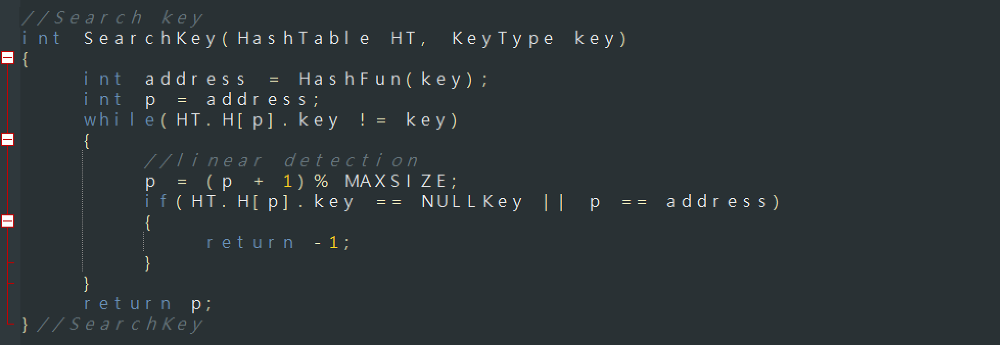 //Search key
int SearchKey(HashTable HT, KeyType key)
{
    int address = HashFun(key);
    int p = address;
    while(HT.H[p].key != key)
    {
        //linear detection
        p = (p + 1)% MAXSIZE;
        if(HT.H[p].key == NULLKey || p == address)
        {
            return -1;
        }
    }
    return p;
} //SearchKey